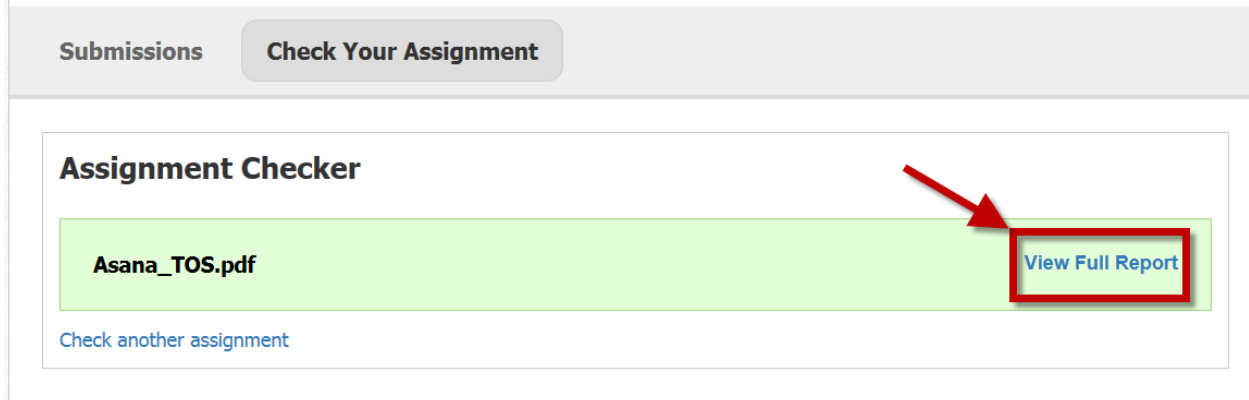 Submissions Check Your Assignment
Assignment Checker
Asana_TOS.pdf View Full Report
Check another assignment